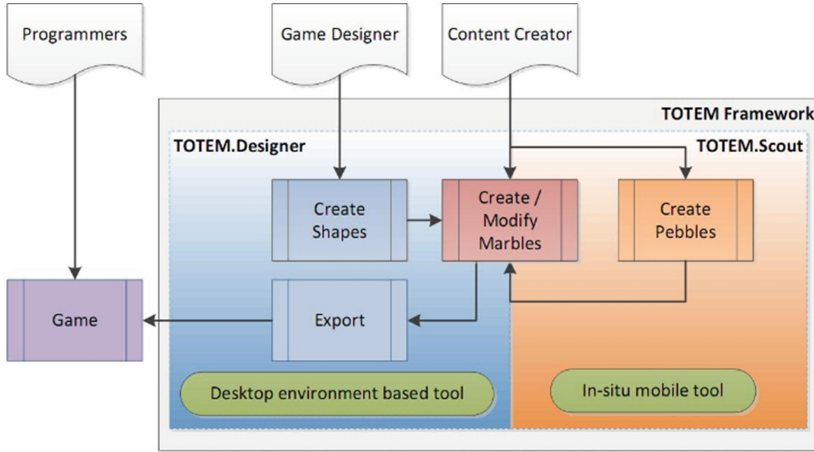 Programmers
Game Designer
Content Creator
TOTEM Framework
TOTEM.Designer
TOTEM.Scout
Create
Shapes
Create /
Modify
Marbles
Create
Pebbles
Game
Export
Desktop environment based tool
In-situ mobile tool